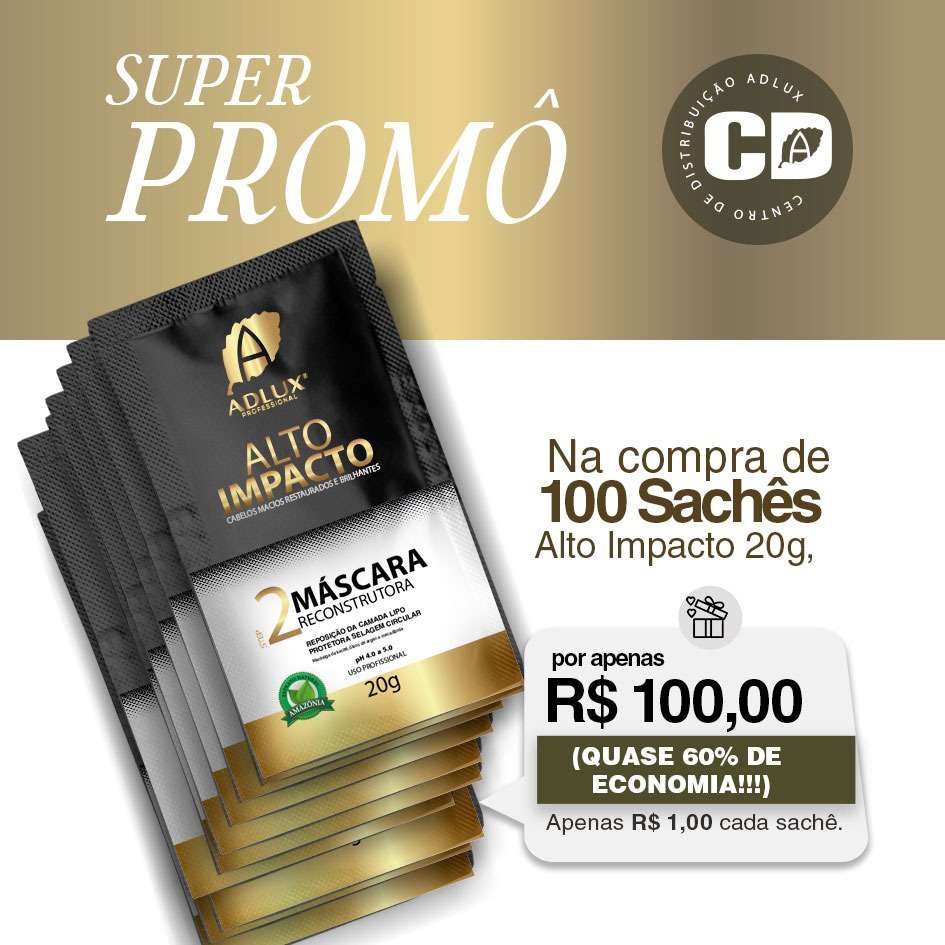 SUPER
PROMÔ
CENTRO DE DISTRIBUIÇÃO ADLUX
CD
A
ADLUX®
PROFESSIONAL
ALTO
IMPACTO
CABELOS MACIOS RESTAURADOS E BRILHANTES
STEP 2
MÁSCARA
RECONSTRUTORA
REPOSIÇÃO DA CAMADA LIPO
PROTETORA SELAGEM CIRCULAR
pH 4.0 a 5.0
USO PROFISSIONAL
20g
AMAZÔNIA
Na compra de
100 Sachês
Alto Impacto 20g,
por apenas
R$ 100,00
(QUASE 60% DE
ECONOMIA!!!)
Apenas R$ 1,00 cada sachê.